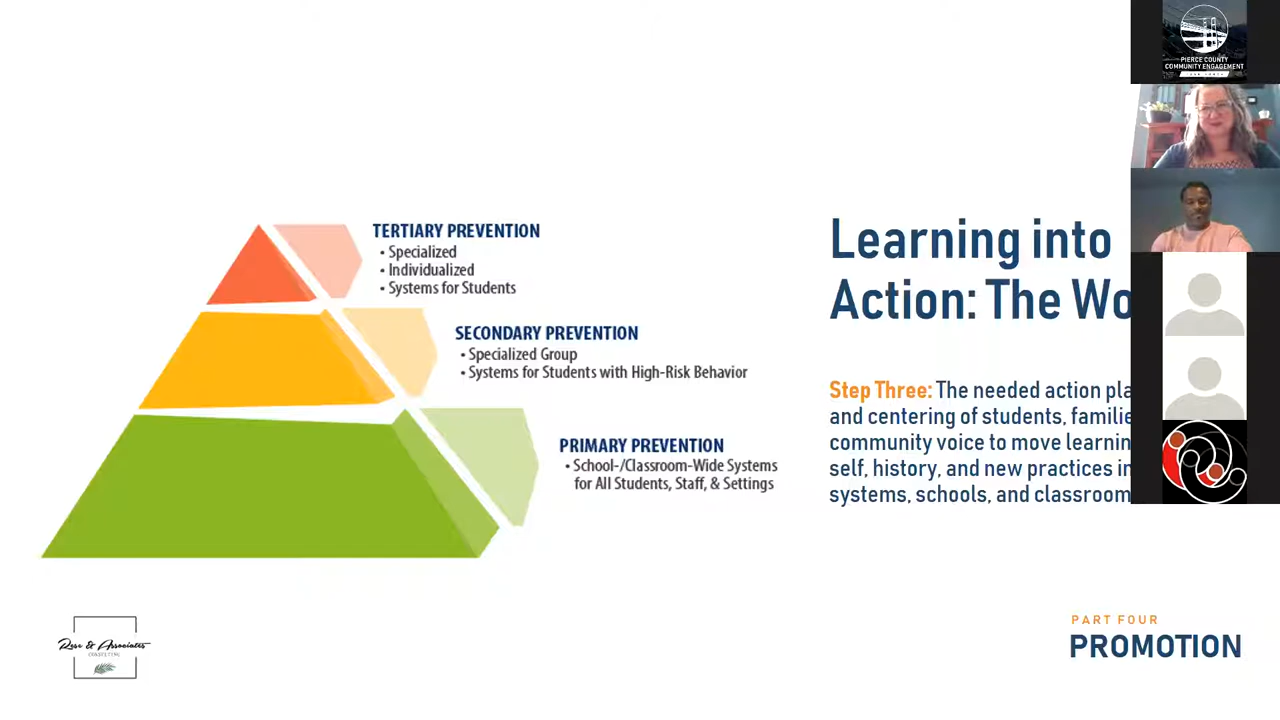 PIERCE COUNTY
COMMUNITY ENGAGEMENT
TERTIARY PREVENTION
• Specialized
• Individualized
• Systems for Students
SECONDARY PREVENTION
• Specialized Group
• Systems for Students with High-Risk Behavior
PRIMARY PREVENTION
• School-/Classroom-Wide Systems
for All Students, Staff, & Settings
Learning into
Action: The Wo
Step Three: The needed action pla
and centering of students, familie
community voice to move learnin
self, history, and new practices in
systems, schools, and classroom
Rose & Associates
CONSULTING
PART FOUR
PROMOTION